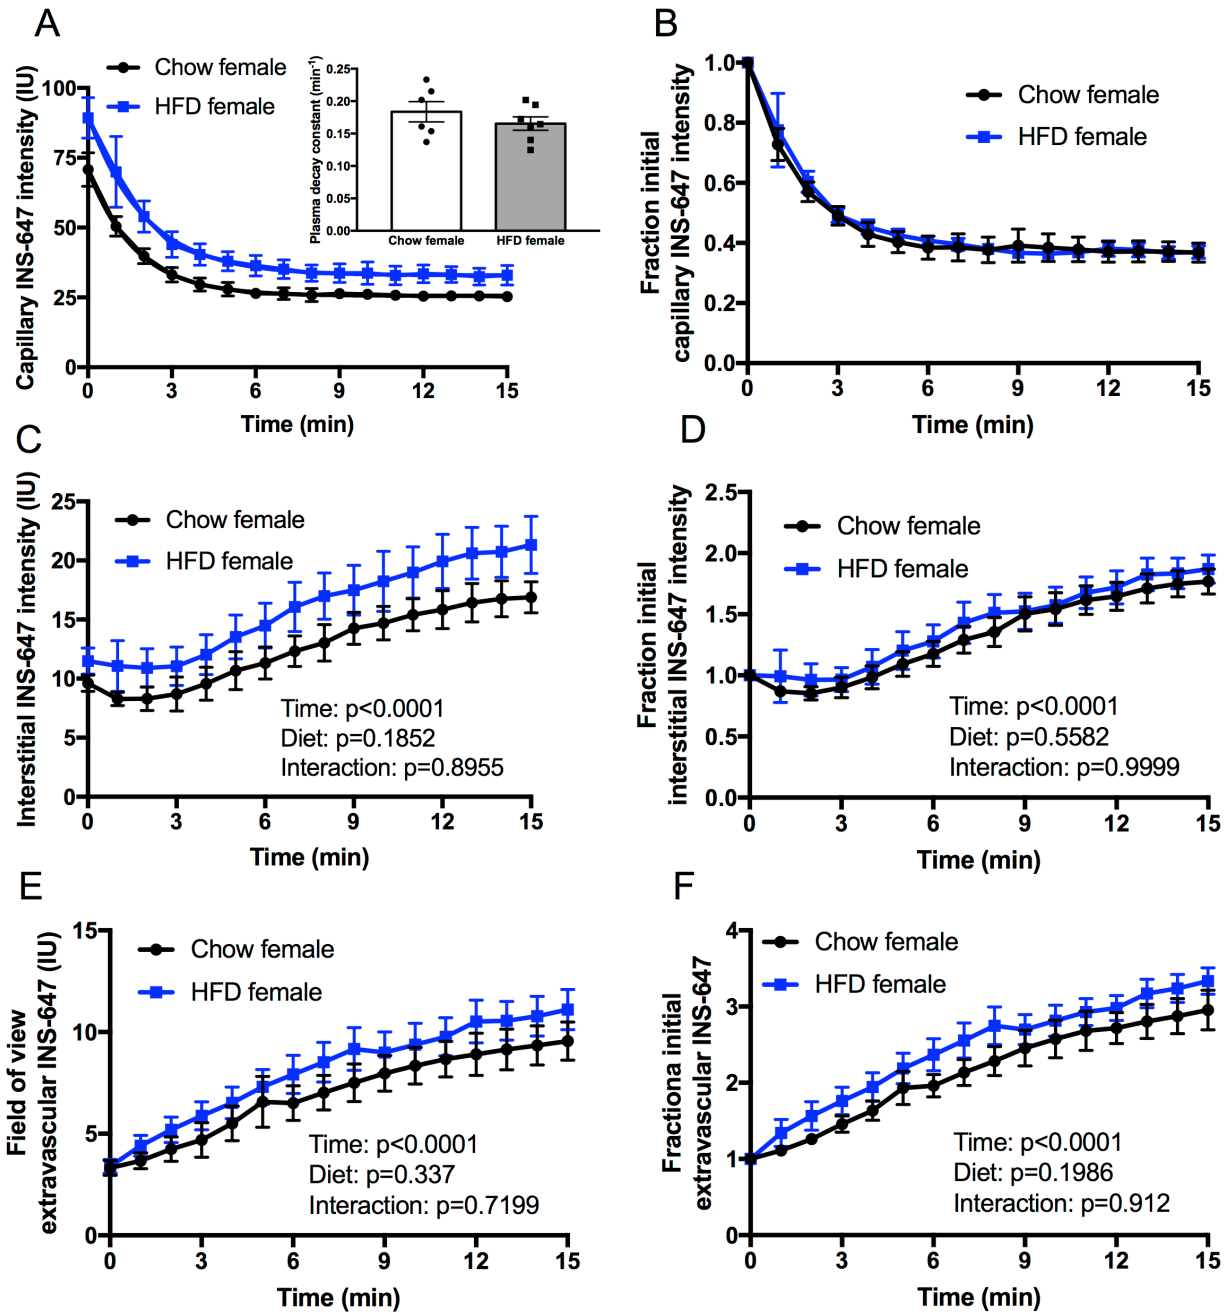 A
Capillary INS-647 intensity (IU)
Chow female
HFD female
100
75
50
25
0
0 3 6 9 12 15
Time (min)
Plasma decay constant (min-1)
0.25
0.20
0.15
0.10
0.05
0.00
Chow female HFD female
B
Fraction initial
capillary INS-647 intensity
Chow female
HFD female
1.0
0.8
0.6
0.4
0.2
0.0
0 3 6 9 12 15
Time (min)
C
Interstitial INS-647 intensity (IU)
Chow female
HFD female
25
20
15
10
5
0
Time: p<0.0001
Diet: p=0.1852
Interaction: p=0.8955
0 3 6 9 12 15
Time (min)
D
Fraction initial
interstitial INS-647 intensity
Chow female
HFD female
2.5
2.0
1.5
1.0
0.5
0.0
Time: p<0.0001
Diet: p=0.5582
Interaction: p=0.9999
0 3 6 9 12 15
Time (min)
E
Field of view
extravascular INS-647 (IU)
Chow female
HFD female
15
10
5
0
Time: p<0.0001
Diet: p=0.337
Interaction: p=0.7199
0 3 6 9 12 15
Time (min)
F
Fractiona initial
extravascular INS-647
Chow female
HFD female
4
3
2
1
0
Time: p<0.0001
Diet: p=0.1986
Interaction: p=0.912
0 3 6 9 12 15
Time (min)